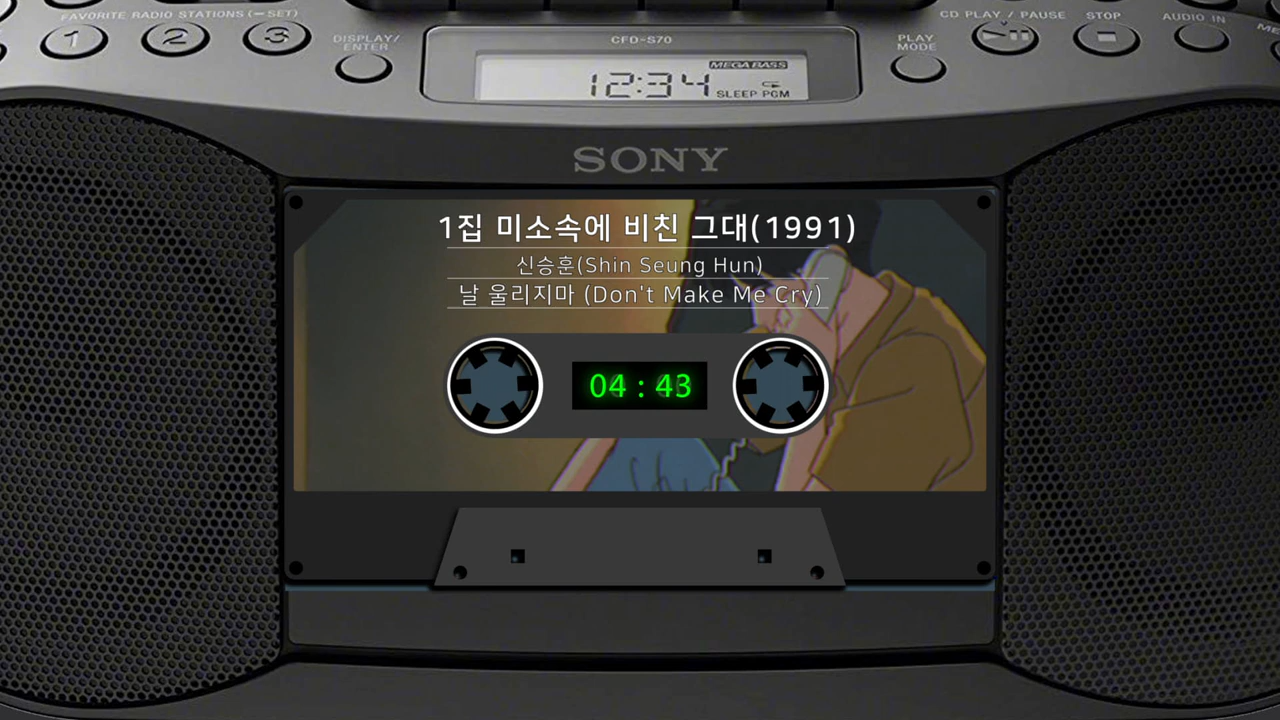 FAVORITE RADIO STATIONS (━ SET)
1
2
3
DISPLAY/
ENTER
CFD-S70
MEGA BASS
12:34
SLEEP PGM
PLAY
MODE
CD PLAY / PAUSE
STOP
AUDIO IN
SONY
1집 미소속에 비친 그대(1991)
신승훈(Shin Seung Hun)
날 울리지마 (Don't Make Me Cry)
04 : 43